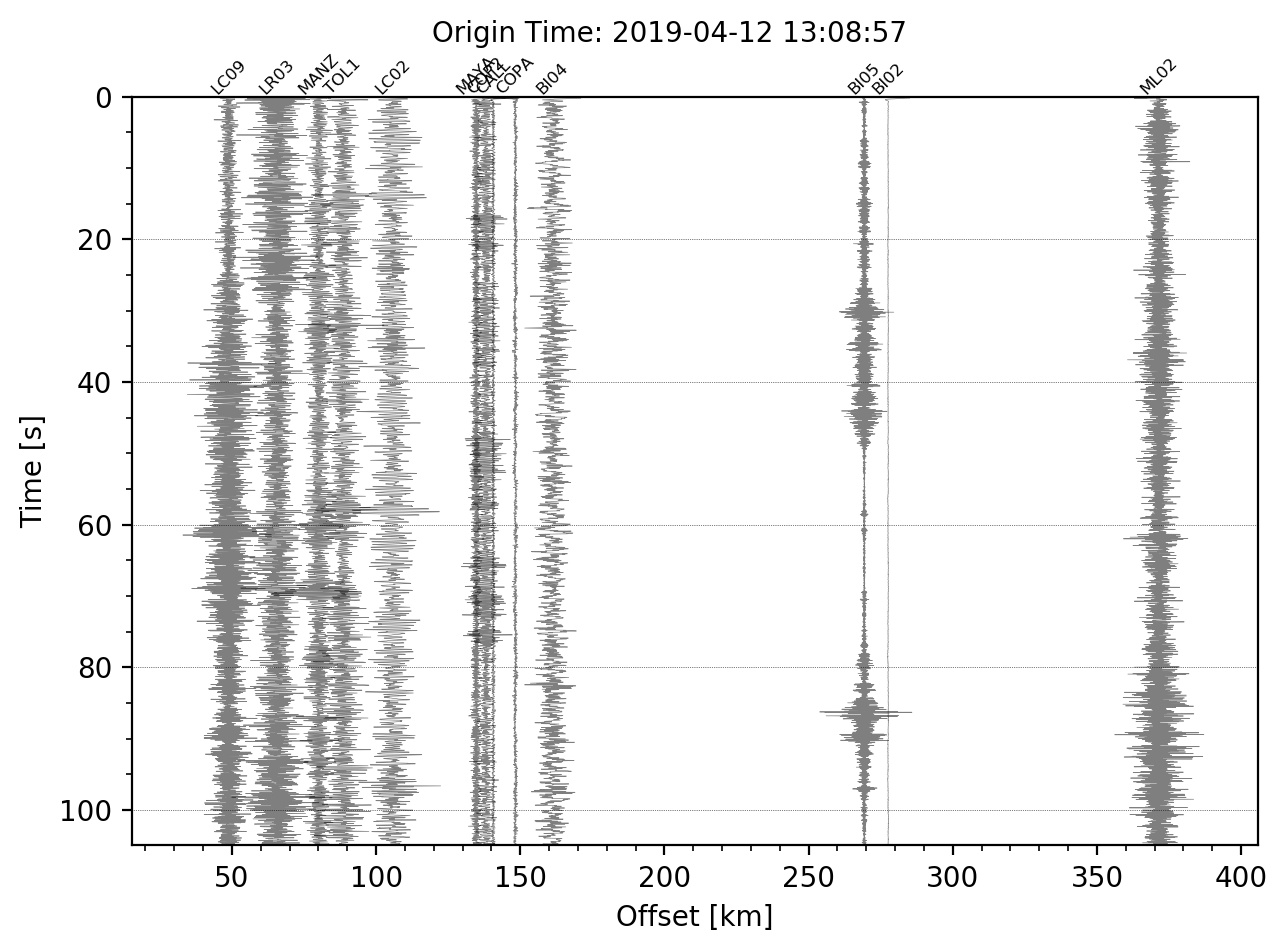 Origin Time: 2019-04-12 13:08:57
LC09 LR03 MANZ TOL1 LC02 MAYA CALL COPA BI04 BI05 BI02 ML02
0
20
40
60
80
100
Time [s]
50 100 150 200 250 300 350 400
Offset [km]